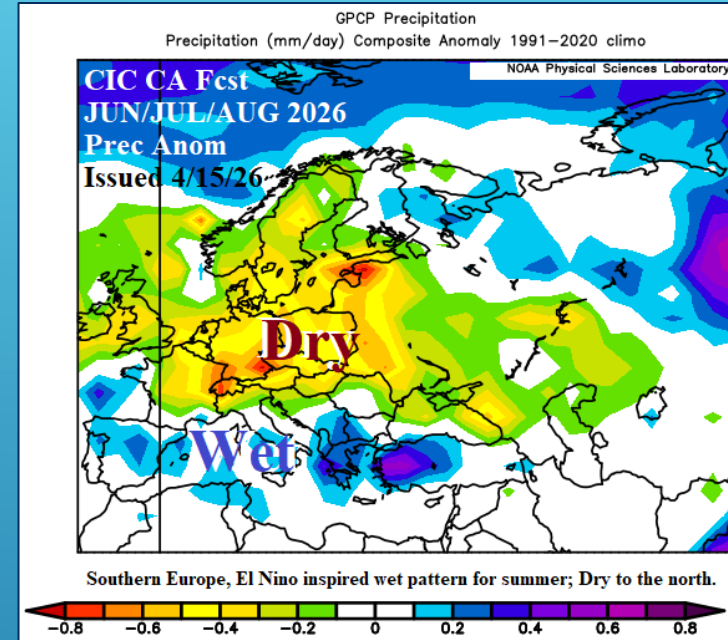 GPCP Precipitation
Precipitation (mm/day) Composite Anomaly 1991−2020 climo
NOAA Physical Sciences Laboratory
CIC CA Fcst
JUN/JUL/AUG 2026
Prec Anom
Issued 4/15/26
Dry
Wet
Southern Europe, El Nino inspired wet pattern for summer; Dry to the north.
−0.8 −0.6 −0.4 −0.2 0 0.2 0.4 0.6 0.8